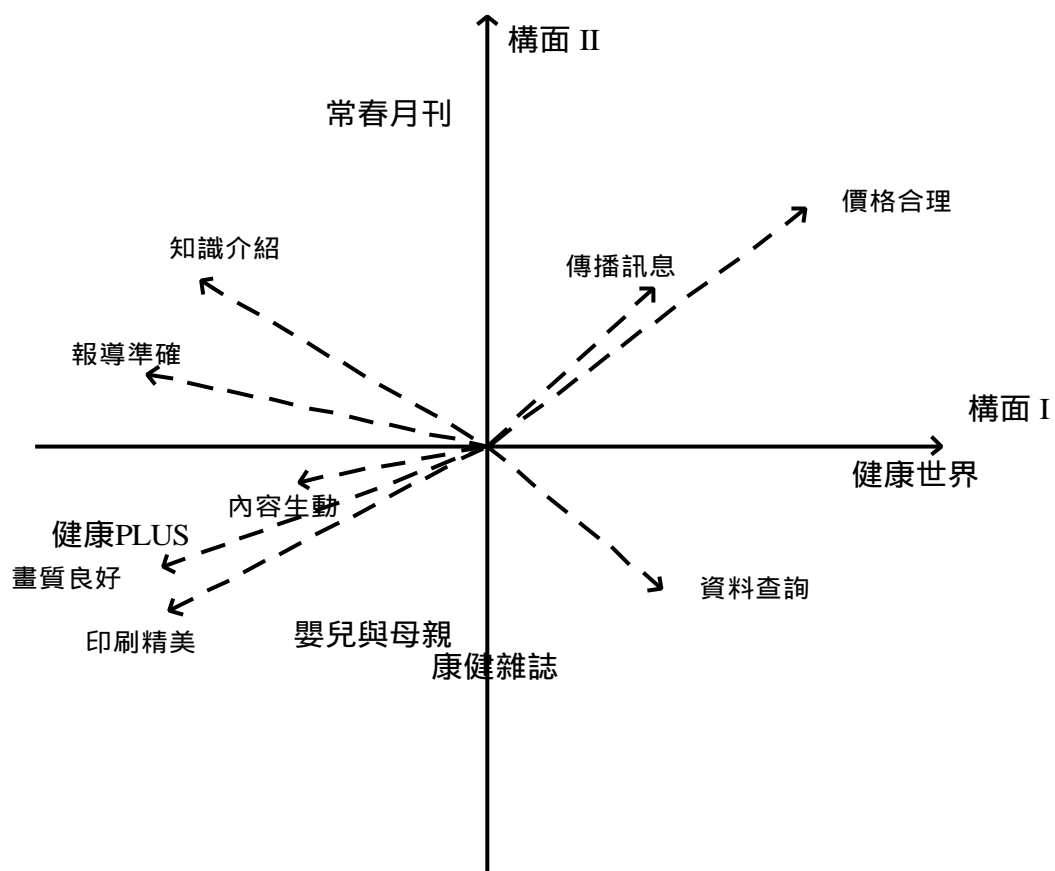 構面 II
常春月刊
價格合理
知識介紹
傳播訊息
報導準確
構面 I
健康世界
內容生動
健康PLUS
畫質良好
資料查詢
印刷精美
嬰兒與母親
康健雜誌